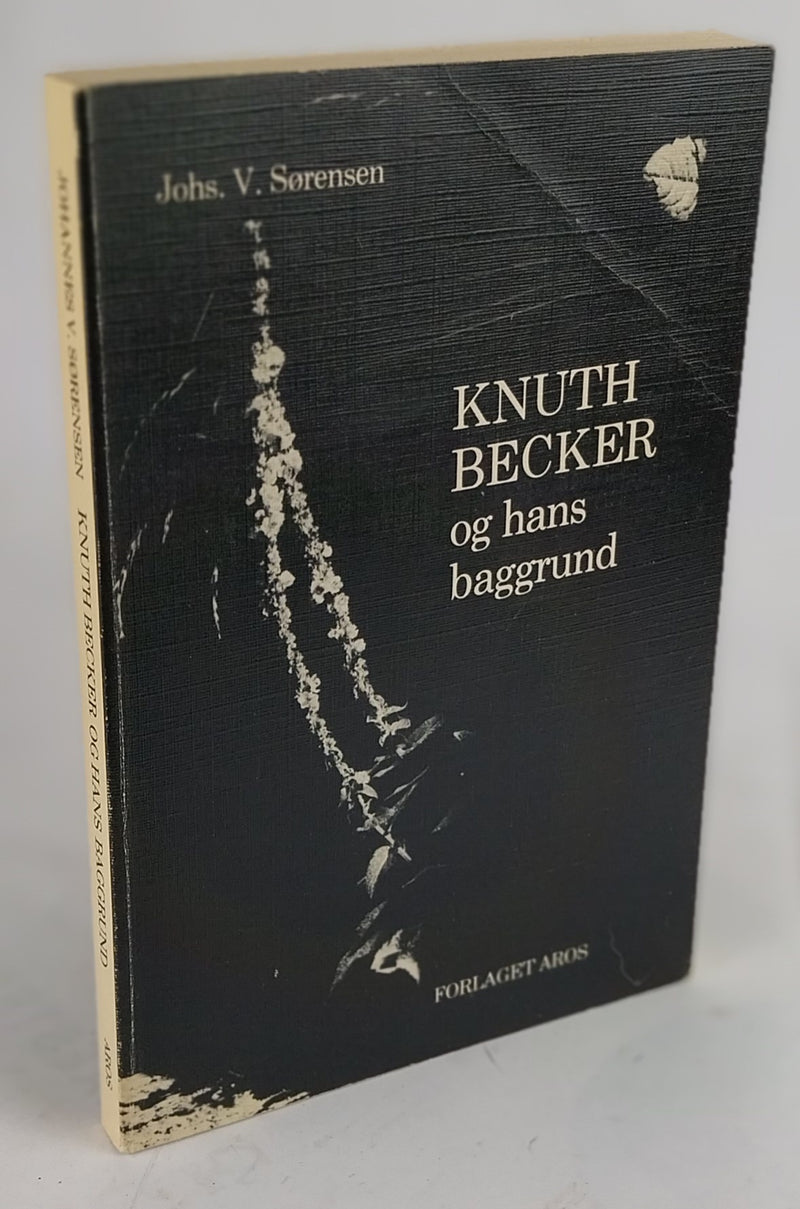 Johs. V. Sørensen
KNUTH
BECKER
og hans
baggrund
FORLAGET AROS
JOHANNES V. SØRENSEN KNUTH BECKER OG HANS BAGGRUND AROS